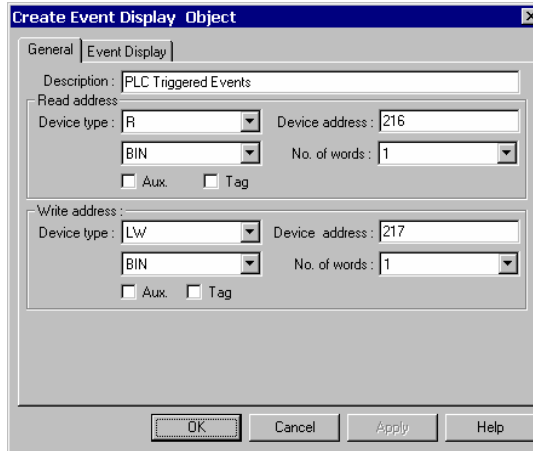 Create Event Display Object
General Event Display
Description : PLC Triggered Events
Read address
Device type : R Device address : 216
BIN No. of words : 1
Aux. Tag
Write address :
Device type : LW Device address : 217
BIN No. of words : 1
Aux. Tag
OK Cancel Apply Help